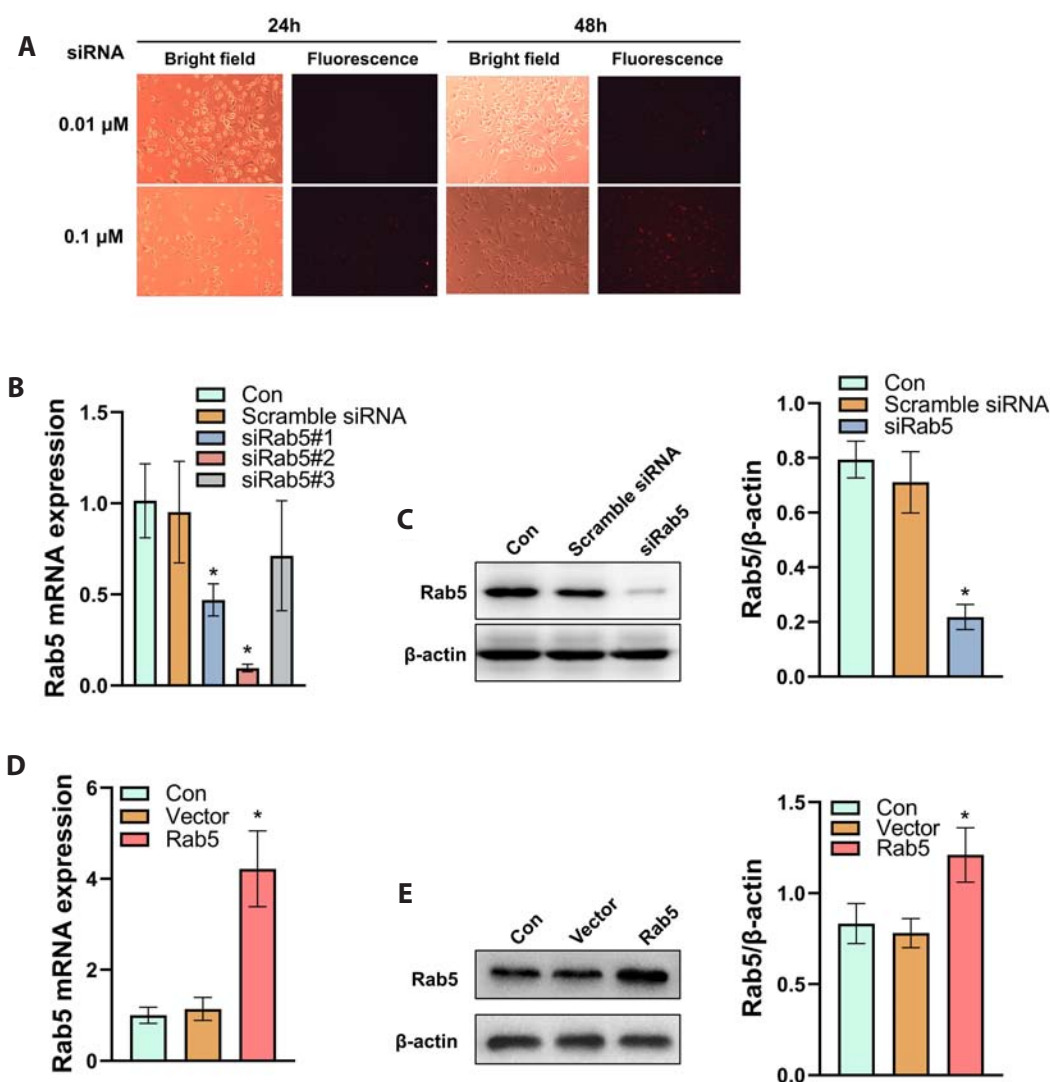 A
siRNA
24h
48h
Bright field
Fluorescence
Bright field
Fluorescence
0.01 µM
0.1 µM
B
Rab5 mRNA expression
1.5
1.0
0.5
0.0
Con
Scramble siRNA
siRab5#1
siRab5#2
siRab5#3
*
*
C
Con
Scramble siRNA
siRab5
Rab5
β-actin
Rab5/β-actin
1.0
0.8
0.6
0.4
0.2
0.0
Con
Scramble siRNA
siRab5
*
D
Rab5 mRNA expression
6
4
2
0
Con
Vector
Rab5
*
E
Con
Vector
Rab5
Rab5
β-actin
Rab5/β-actin
1.5
1.0
0.5
0.0
Con
Vector
Rab5
*